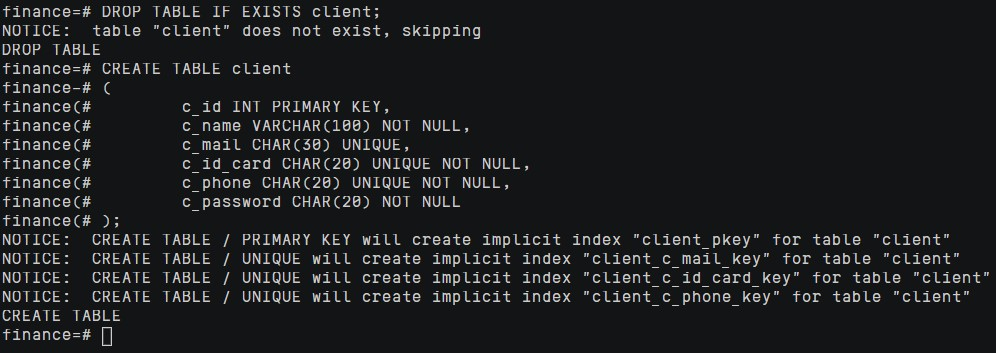 finance=# DROP TABLE IF EXISTS client;
NOTICE:  table "client" does not exist, skipping
DROP TABLE
finance=# CREATE TABLE client
finance-# (
finance(#         c_id INT PRIMARY KEY,
finance(#         c_name VARCHAR(100) NOT NULL,
finance(#         c_mail CHAR(30) UNIQUE,
finance(#         c_id_card CHAR(20) UNIQUE NOT NULL,
finance(#         c_phone CHAR(20) UNIQUE NOT NULL,
finance(#         c_password CHAR(20) NOT NULL
finance(# );
NOTICE:  CREATE TABLE / PRIMARY KEY will create implicit index "client_pkey" for table "client"
NOTICE:  CREATE TABLE / UNIQUE will create implicit index "client_c_mail_key" for table "client"
NOTICE:  CREATE TABLE / UNIQUE will create implicit index "client_c_id_card_key" for table "client"
NOTICE:  CREATE TABLE / UNIQUE will create implicit index "client_c_phone_key" for table "client"
CREATE TABLE
finance=#